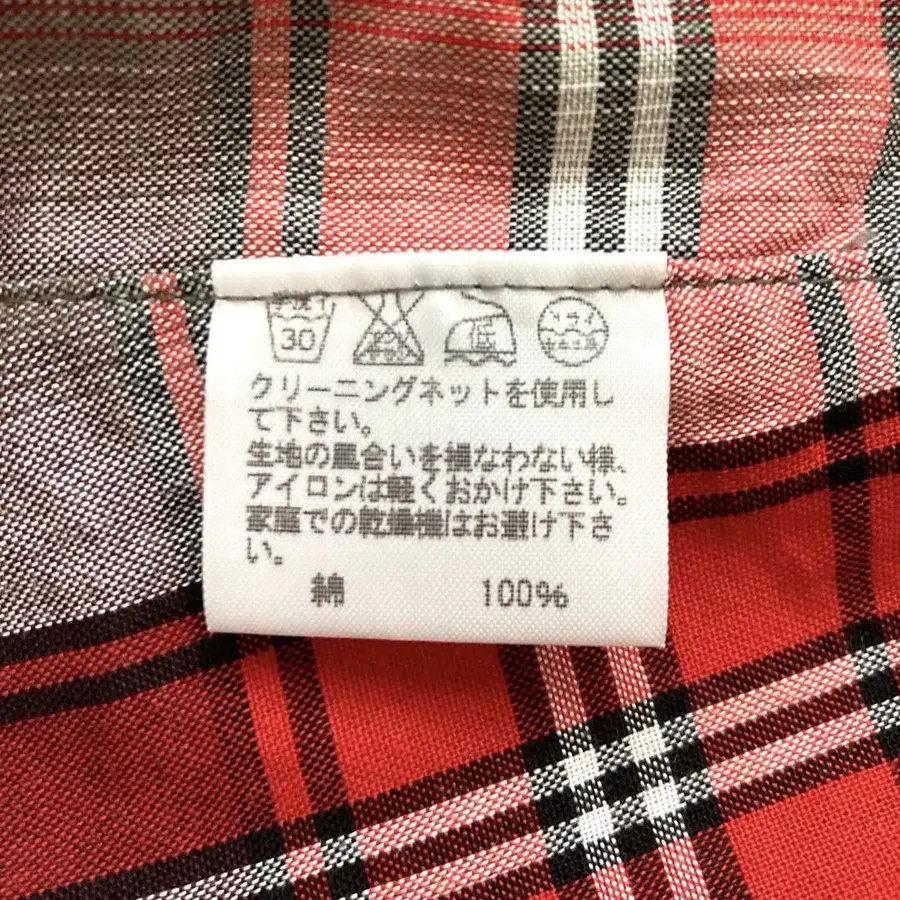 30 低
クリーニングネットを使用し
て下さい。
生地の風合いを損なわない様、
アイロンは軽くおかけ下さい。
家庭での乾燥機はお避け下さ
い。
綿 100%